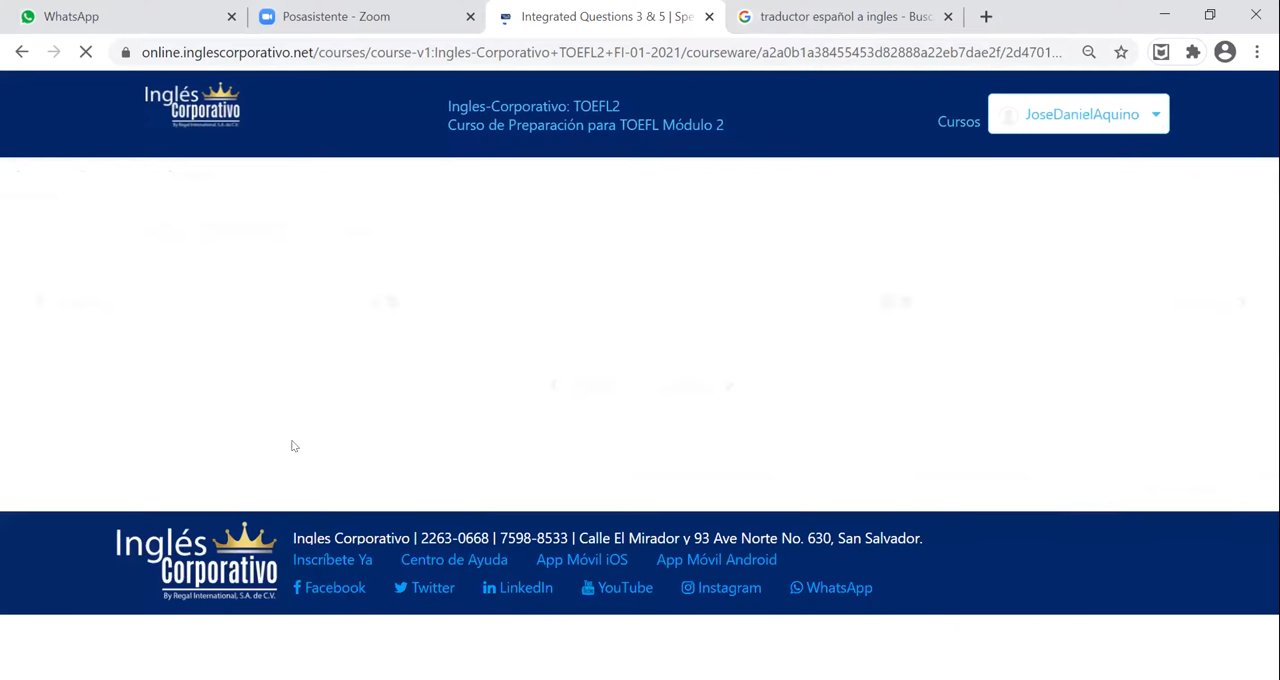 WhatsApp
Posasistente - Zoom
Integrated Questions 3 & 5 | Spe
traductor español a ingles - Busc
online.inglescorporativo.net/courses/course-v1:Ingles-Corporativo+TOEFL2+FI-01-2021/courseware/a2a0b1a38455453d82888a22eb7dae2f/2d4701...
Inglés
Corporativo
By Regal International, S.A. de C.V.
Ingles-Corporativo: TOEFL2
Curso de Preparación para TOEFL Módulo 2
Cursos
JoseDanielAquino
Inglés
Corporativo
By Regal International, S.A. de C.V.
Ingles Corporativo | 2263-0668 | 7598-8533 | Calle El Mirador y 93 Ave Norte No. 630, San Salvador.
Inscríbete Ya Centro de Ayuda App Móvil iOS App Móvil Android
Facebook Twitter LinkedIn YouTube Instagram WhatsApp